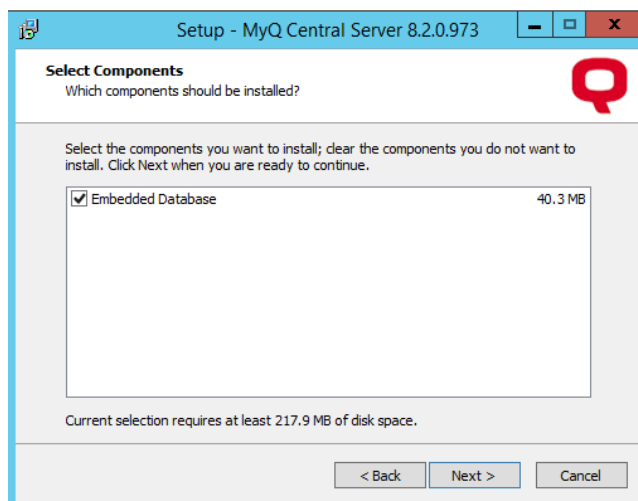 Setup - MyQ Central Server 8.2.0.973
Select Components
Which components should be installed?
Select the components you want to install; clear the components you do not want to
install. Click Next when you are ready to continue.
Embedded Database 40.3 MB
Current selection requires at least 217.9 MB of disk space.
< Back Next > Cancel